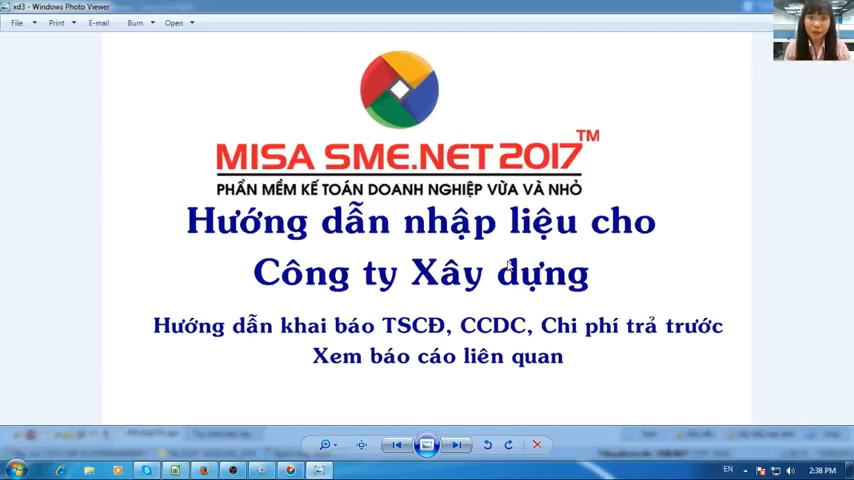 xd3 - Windows Photo Viewer
File Print E-mail Burn Open
MISA SME.NET 2017 TM
PHẦN MỀM KẾ TOÁN DOANH NGHIỆP VỪA VÀ NHỎ
Hướng dẫn nhập liệu cho
Công ty Xây dựng
Hướng dẫn khai báo TSCĐ, CCDC, Chi phí trả trước
Xem báo cáo liên quan
EN 2:38 PM